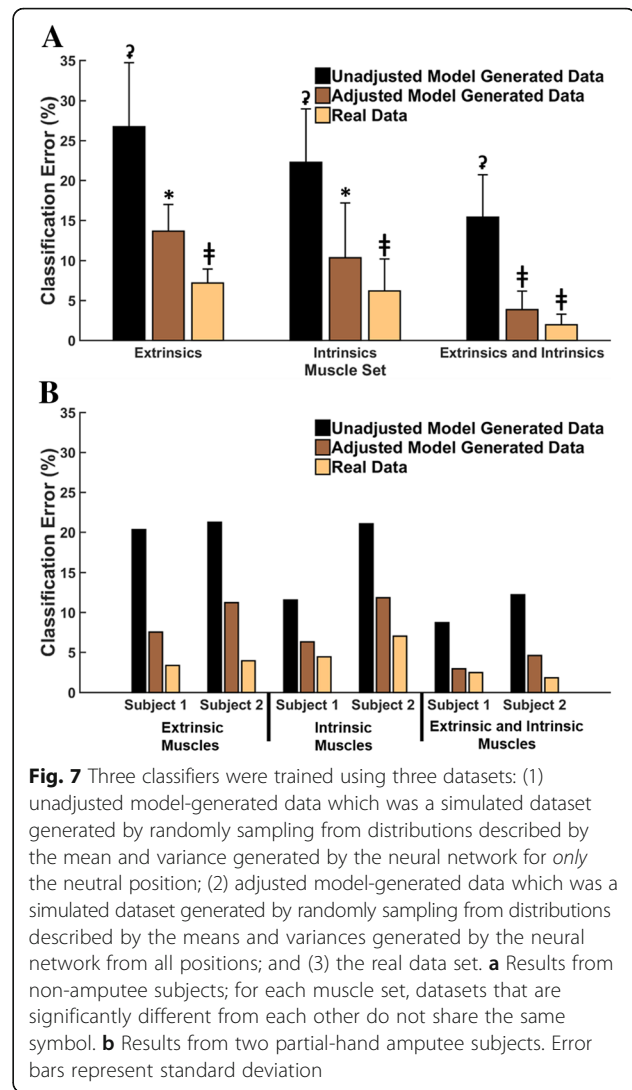 A
35
30
25
20
15
10
5
0
Classification Error (%)
Unadjusted Model Generated Data
Adjusted Model Generated Data
Real Data
* ǂ
* ǂ
ǂ ǂ
Extrinsics Intrinsics Extrinsics and Intrinsics
Muscle Set
B
35
30
25
20
15
10
5
0
Classification Error (%)
Unadjusted Model Generated Data
Adjusted Model Generated Data
Real Data
Subject 1 Subject 2 Subject 1 Subject 2 Subject 1 Subject 2
Extrinsic Muscles
Intrinsic Muscles
Extrinsic and Intrinsic Muscles
Fig. 7 Three classifiers were trained using three datasets: (1)
unadjusted model-generated data which was a simulated dataset
generated by randomly sampling from distributions described by
the mean and variance generated by the neural network for only
the neutral position; (2) adjusted model-generated data which was a
simulated dataset generated by randomly sampling from distributions
described by the means and variances generated by the neural
network from all positions; and (3) the real data set. a Results from
non-amputee subjects; for each muscle set, datasets that are
significantly different from each other do not share the same
symbol. b Results from two partial-hand amputee subjects. Error
bars represent standard deviation